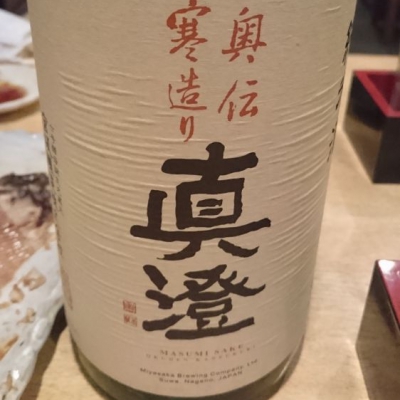 奥伝
寒造り
真澄
MASUMI SAKE
Miyasaka Brewing Company, Ltd
Suwa, Nagano, JAPAN